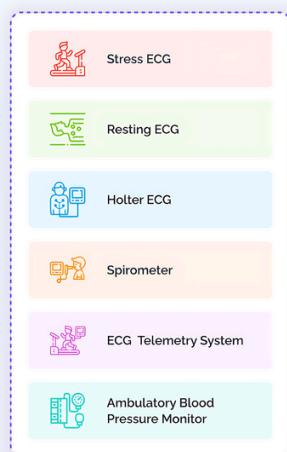 Stress ECG
Resting ECG
Holter ECG
Spirometer
ECG Telemetry System
Ambulatory Blood
Pressure Monitor